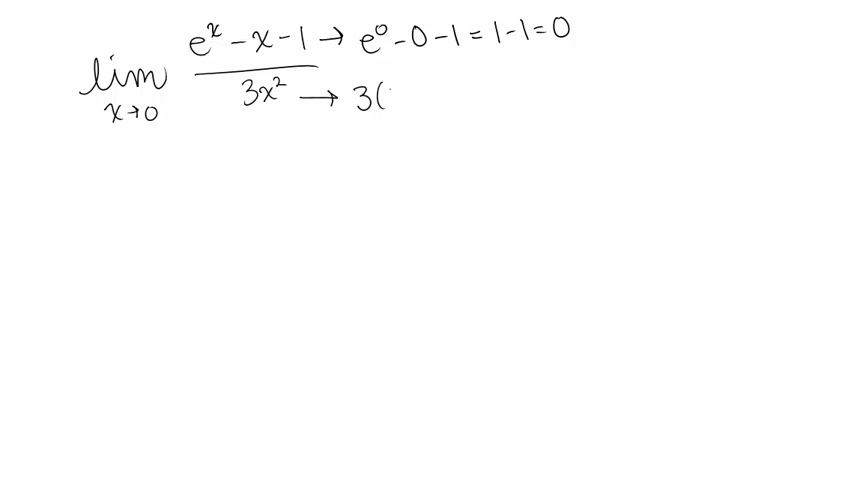 lim x→0 e^x - x - 1 → e^0 - 0 - 1 = 1 - 1 = 0
3x^2 → 3(